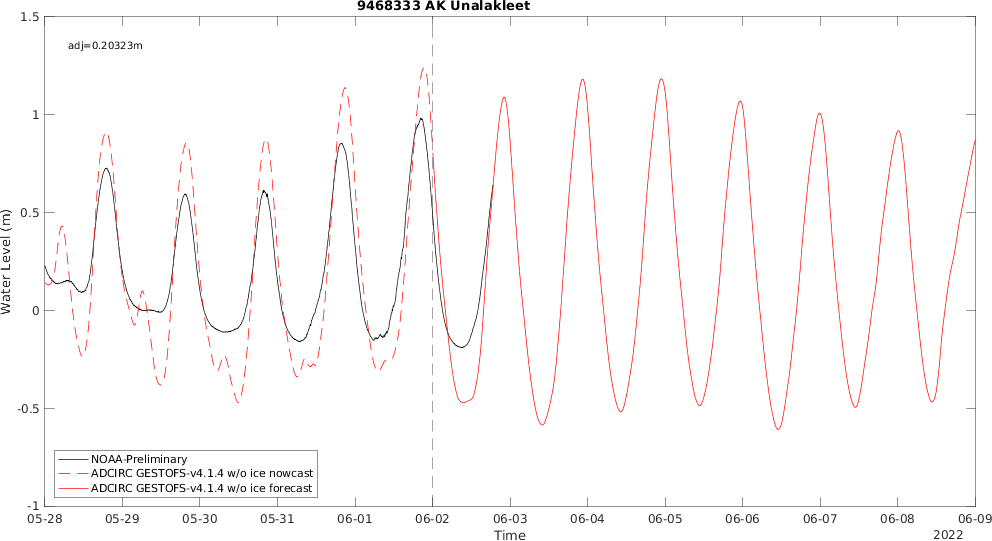 9468333 AK Unalakleet
adj=0.20323m
Water Level (m)
1.5
1
0.5
0
-0.5
-1
NOAA-Preliminary
ADCIRC GESTOFS-v4.1.4 w/o ice nowcast
ADCIRC GESTOFS-v4.1.4 w/o ice forecast
05-28 05-29 05-30 05-31 06-01 06-02 06-03 06-04 06-05 06-06 06-07 06-08 06-09
Time
2022